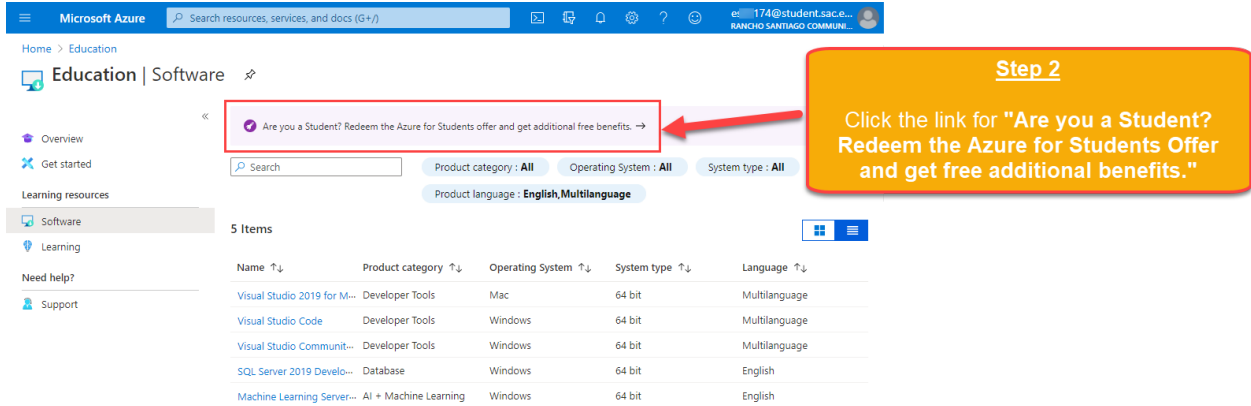 Microsoft Azure
Search resources, services, and docs (G+/)
174@student.sac.e...
RANCHO SANTIAGO COMMUNI...
Home > Education
Education | Software
«
Overview
Get started
Learning resources
Software
Learning
Need help?
Support
Are you a Student? Redeem the Azure for Students offer and get additional free benefits. →
Search
Product category : All
Operating System : All
System type : All
Product language : English,Multilanguage
5 Items
Name ↑↓ Product category ↑↓ Operating System ↑↓ System type ↑↓ Language ↑↓
Visual Studio 2019 for M... Developer Tools Mac 64 bit Multilanguage
Visual Studio Code Developer Tools Windows 64 bit Multilanguage
Visual Studio Communit... Developer Tools Windows 64 bit Multilanguage
SQL Server 2019 Develo... Database Windows 64 bit English
Machine Learning Server... AI + Machine Learning Windows 64 bit English
Step 2
Click the link for "Are you a Student?
Redeem the Azure for Students Offer
and get free additional benefits."